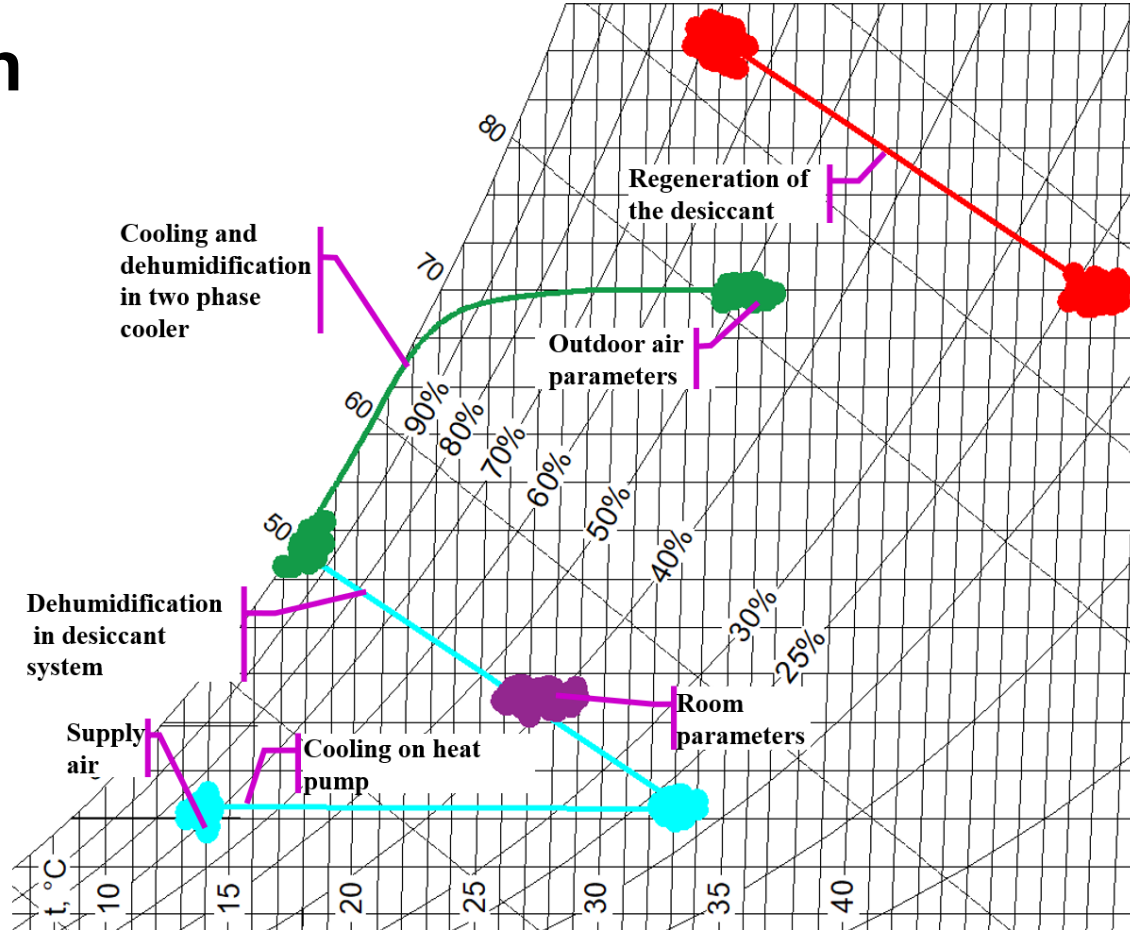 n
80
Regeneration of
the desiccant
Cooling and
dehumidification
in two phase
cooler
70
Outdoor air
parameters
60
90%
80%
70%
60%
50%
40%
30%
25%
50
Dehumidification
in desiccant
system
Room
parameters
Supply
air
Cooling on heat
pump
t, °C
10
15
20
25
30
35
40